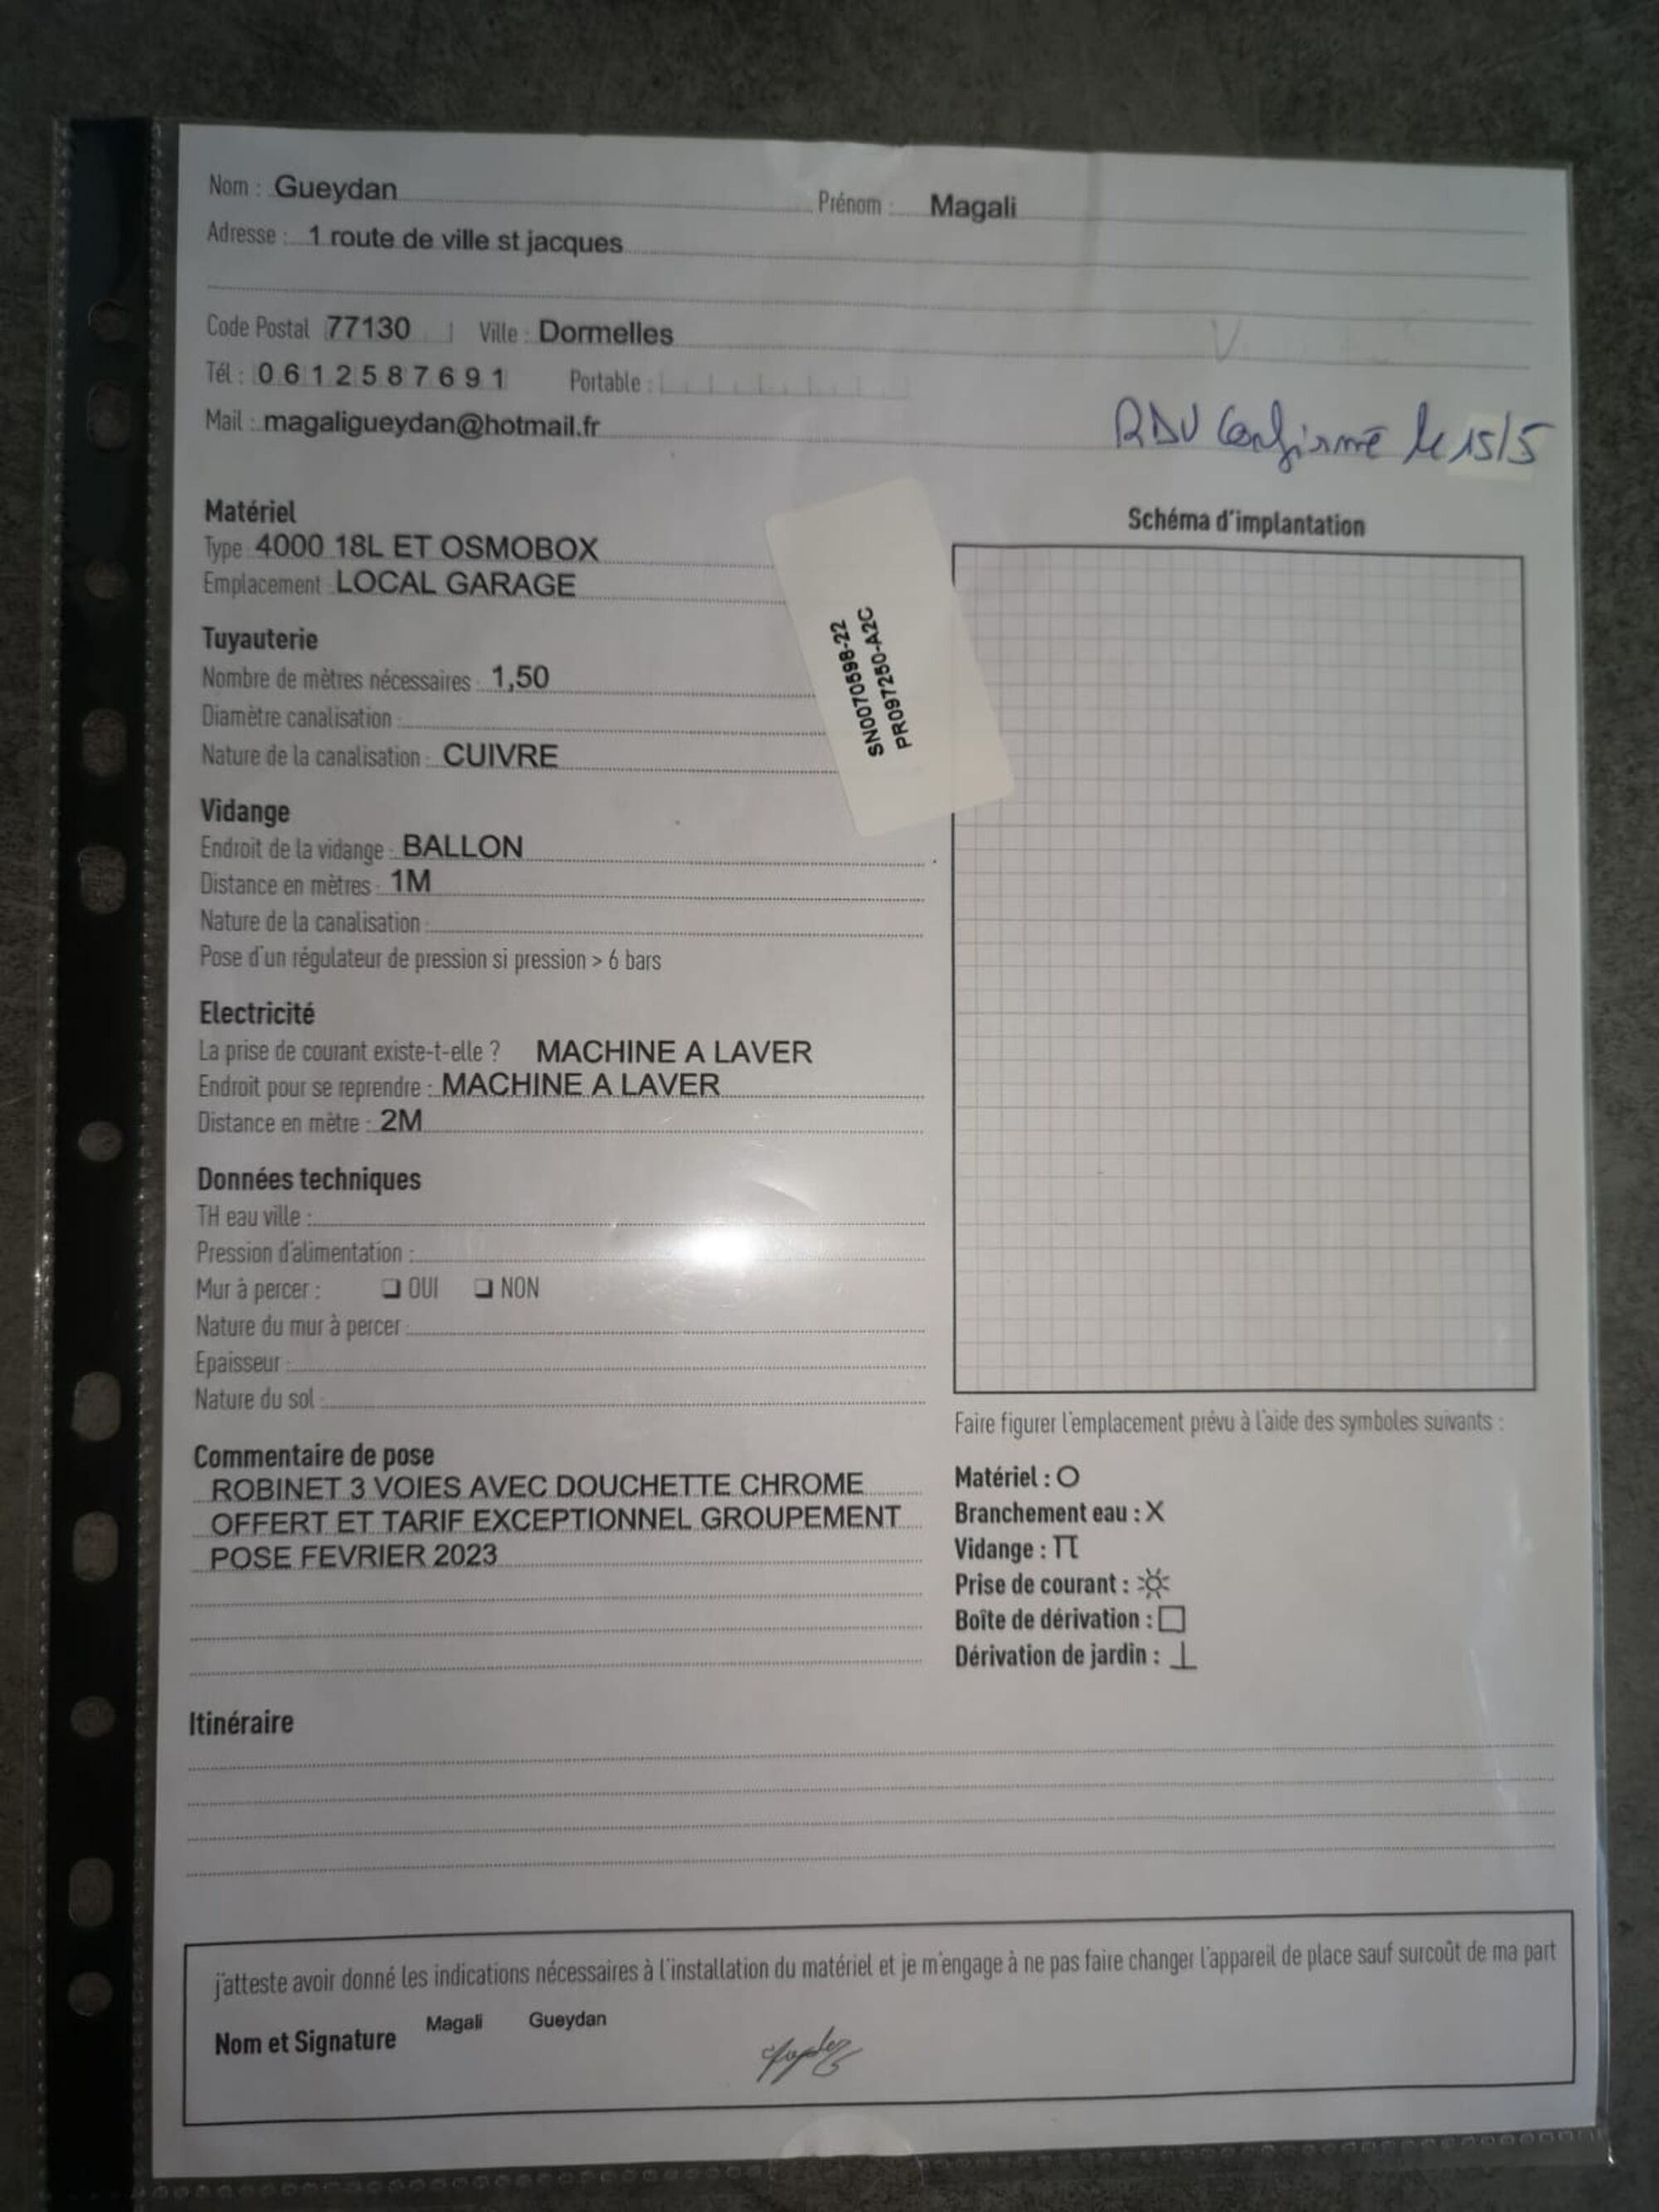 Nom : Gueydan Prénom : Magali
Adresse : 1 route de ville st jacques
Code Postal 77130 Ville : Dormelles
Tél : 0 6 1 2 5 8 7 6 9 1 Portable :
Mail : magaligueydan@hotmail.fr
RDV Confirmé le 15/5
Matériel
Type 4000 18L ET OSMOBOX
Emplacement LOCAL GARAGE
Tuyauterie
Nombre de mètres nécessaires : 1,50
Diamètre canalisation :
Nature de la canalisation : CUIVRE
Vidange
Endroit de la vidange : BALLON
Distance en mètres : 1M
Nature de la canalisation :
Pose d'un régulateur de pression si pression > 6 bars
Electricité
La prise de courant existe-t-elle ? MACHINE A LAVER
Endroit pour se reprendre : MACHINE A LAVER
Distance en mètre : 2M
Données techniques
TH eau ville :
Pression d'alimentation :
Mur à percer : ❑ OUI ❑ NON
Nature du mur à percer :
Epaisseur :
Nature du sol :
Commentaire de pose
ROBINET 3 VOIES AVEC DOUCHETTE CHROME
OFFERT ET TARIF EXCEPTIONNEL GROUPEMENT
POSE FEVRIER 2023
SN0070598-22
PR097250-A2C
Schéma d'implantation
Faire figurer l'emplacement prévu à l'aide des symboles suivants :
Matériel : O
Branchement eau : X
Vidange : π
Prise de courant : ☼
Boîte de dérivation : □
Dérivation de jardin : ⊥
Itinéraire
j'atteste avoir donné les indications nécessaires à l'installation du matériel et je m'engage à ne pas faire changer l'appareil de place sauf surcoût de ma part
Nom et Signature Magali Gueydan